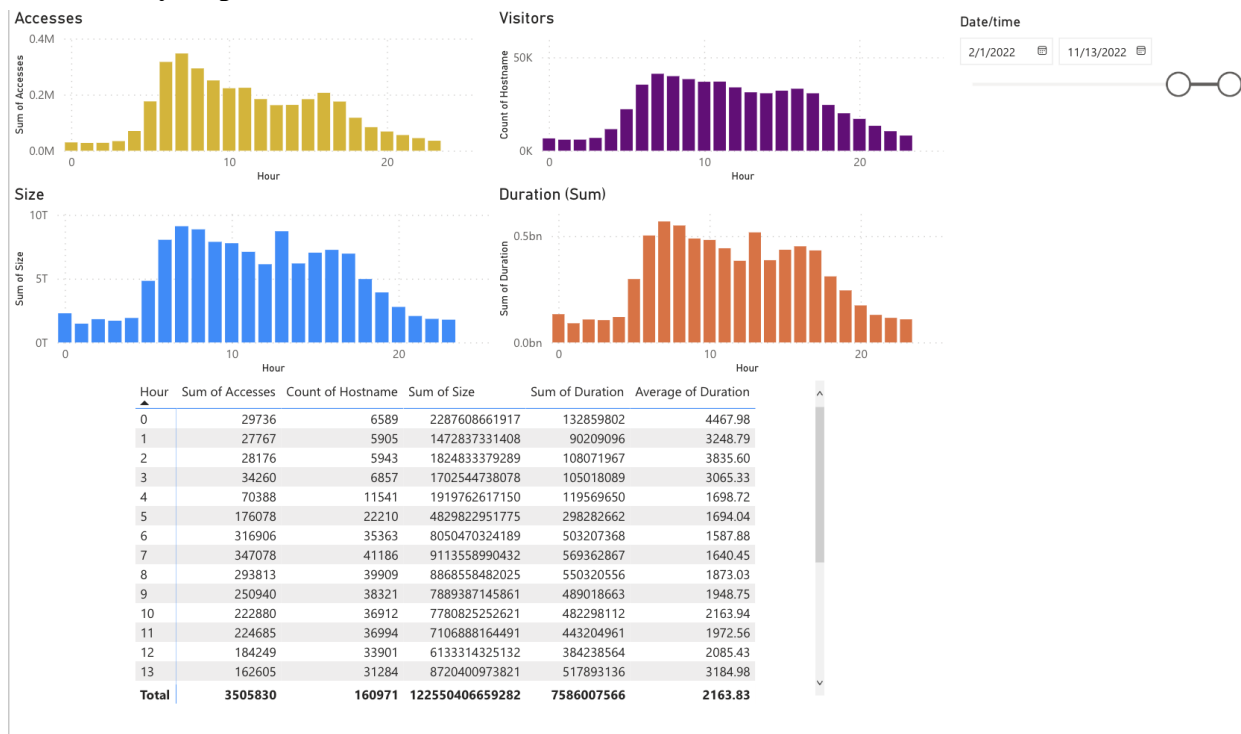 Accesses
0.4M
0.2M
0.0M
Sum of Accesses
0 10 20
Hour
Visitors
50K
0K
Count of Hostname
0 10 20
Hour
Date/time
2/1/2022 11/13/2022
Size
10T
5T
0T
Sum of Size
0 10 20
Hour
Duration (Sum)
0.5bn
0.0bn
Sum of Duration
0 10 20
Hour
Hour Sum of Accesses Count of Hostname Sum of Size Sum of Duration Average of Duration
0 29736 6589 2287608661917 132859802 4467.98
1 27767 5905 1472837331408 90209096 3248.79
2 28176 5943 1824833379289 108071967 3835.60
3 34260 6857 1702544738078 105018089 3065.33
4 70388 11541 1919762617150 119569650 1698.72
5 176078 22210 4829822951775 298282662 1694.04
6 316906 35363 8050470324189 503207368 1587.88
7 347078 41186 9113558990432 569362867 1640.45
8 293813 39909 8868558482025 550320556 1873.03
9 250940 38321 7889387145861 489018663 1948.75
10 222880 36912 7780825252621 482298112 2163.94
11 224685 36994 7106888164491 443204961 1972.56
12 184249 33901 6133314325132 384238564 2085.43
13 162605 31284 8720400973821 517893136 3184.98
Total 3505830 160971 122550406659282 7586007566 2163.83